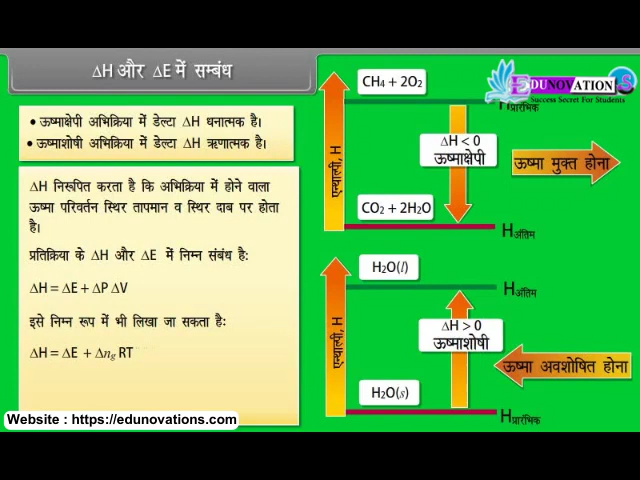 ΔH और ΔE में सम्बंध
EDUNOVATION
Success Secret For Students
• ऊष्माक्षेपी अभिक्रिया में डेल्टा ΔH धनात्मक है।
• ऊष्माशोषी अभिक्रिया में डेल्टा ΔH ऋणात्मक है।
ΔH निरूपित करता है कि अभिक्रिया में होने वाला
ऊष्मा परिवर्तन स्थिर तापमान व स्थिर दाब पर होता
है।
प्रतिक्रिया के ΔH और ΔE में निम्न संबंध है:
ΔH = ΔE + ΔP ΔV
इसे निम्न रूप में भी लिखा जा सकता है:
ΔH = ΔE + Δn_g RT
CH₄ + 2O₂
Hप्रारंभिक
एन्थाल्पी, H
ΔH < 0
ऊष्माक्षेपी
ऊष्मा मुक्त होना
CO₂ + 2H₂O
Hअंतिम
H₂O(l)
Hअंतिम
एन्थाल्पी, H
ΔH > 0
ऊष्माशोषी
ऊष्मा अवशोषित होना
H₂O(s)
Hप्रारंभिक
Website : https://edunovations.com